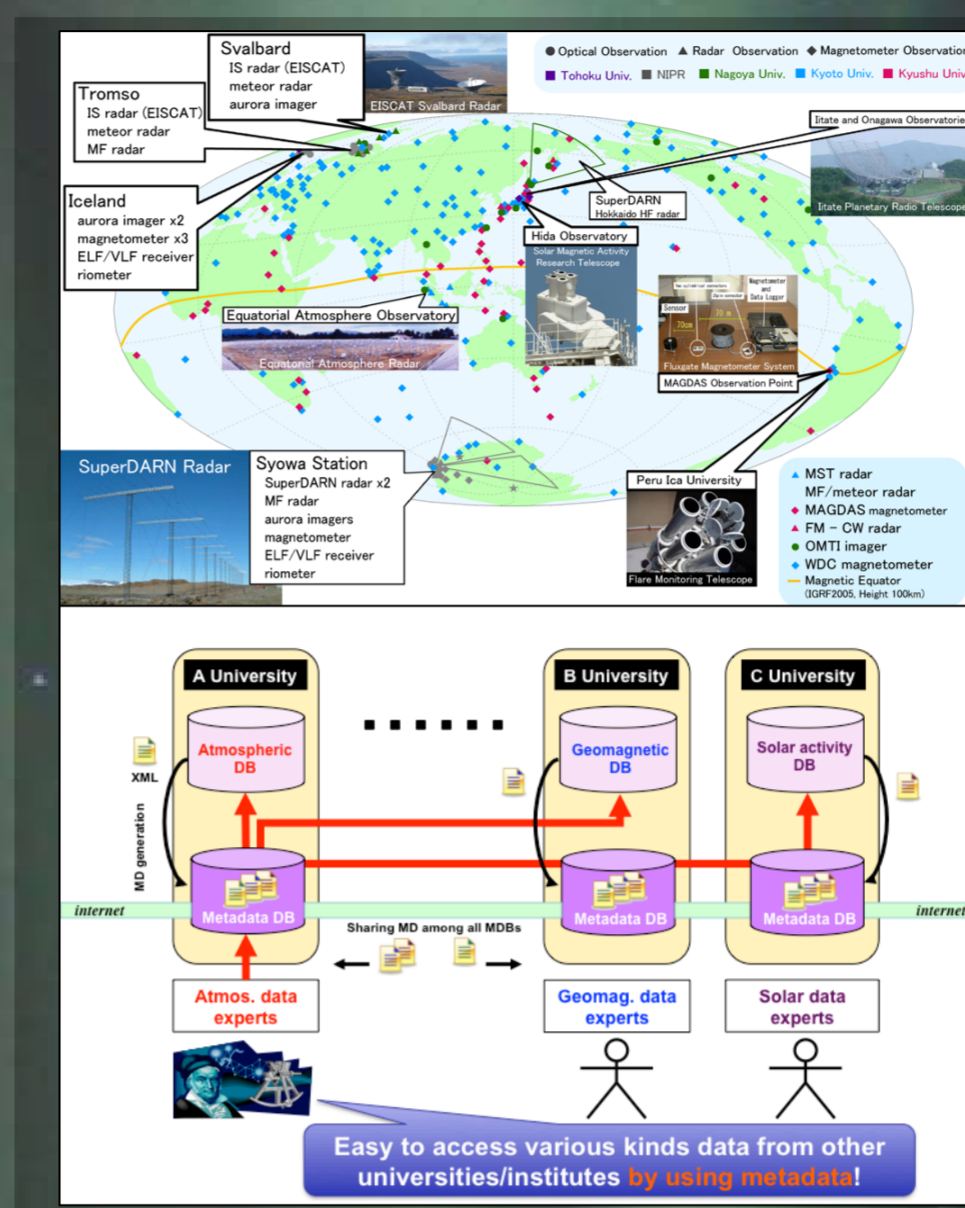 Svalbard
IS radar (EISCAT)
meteor radar
aurora imager
EISCAT Svalbard Radar
● Optical Observation ▲ Radar Observation ◆ Magnetometer Observation
■ Tohoku Univ. ■ NIPR ■ Nagoya Univ. ■ Kyoto Univ. ■ Kyushu Univ
Tromso
IS radar (EISCAT)
meteor radar
MF radar
Iitate and Onagawa Observatories
Iitate Planetary Radio Telescope
Iceland
aurora imager x2
magnetometer x3
ELF/VLF receiver
riometer
SuperDARN
Hokkaido HF radar
Hida Observatory
Solar Magnetic Activity
Research Telescope
Equatorial Atmosphere Observatory
Equatorial Atmosphere Radar
Magnetometer
and
Data Logger
Sensor
70 m
70cm
Fluxgate Magnetometer System
MAGDAS Observation Point
SuperDARN Radar
Syowa Station
SuperDARN radar x2
MF radar
aurora imagers
magnetometer
ELF/VLF receiver
riometer
Peru Ica University
Flare Monitoring Telescope
▲ MST radar
MF/meteor radar
◆ MAGDAS magnetometer
▲ FM - CW radar
● OMTI imager
◆ WDC magnetometer
Magnetic Equator
(IGRF2005, Height 100km)
A University
B University
C University
Atmospheric
DB
Geomagnetic
DB
Solar activity
DB
XML
MD generation
Metadata DB
Metadata DB
Metadata DB
internet
internet
Sharing MD among all MDBs
Atmos. data
experts
Geomag. data
experts
Solar data
experts
Easy to access various kinds data from other
universities/institutes by using metadata!